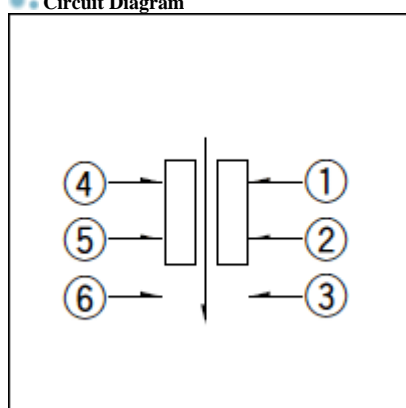 Circuit Diagram
④ ①
⑤ ②
⑥ ③